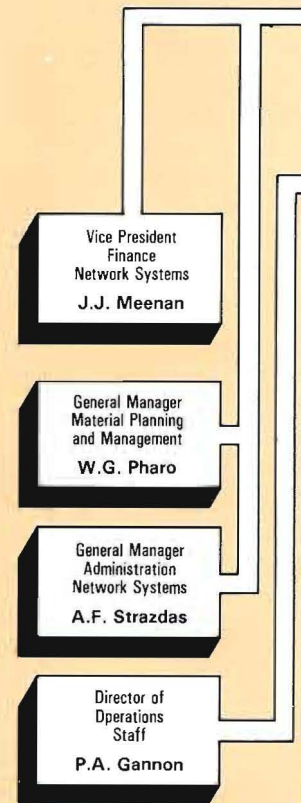 Vice President
Finance
Network Systems
J.J. Meenan
General Manager
Material Planning
and Management
W.G. Pharo
General Manager
Administration
Network Systems
A.F. Strazdas
Director of
Operations
Staff
P.A. Gannon